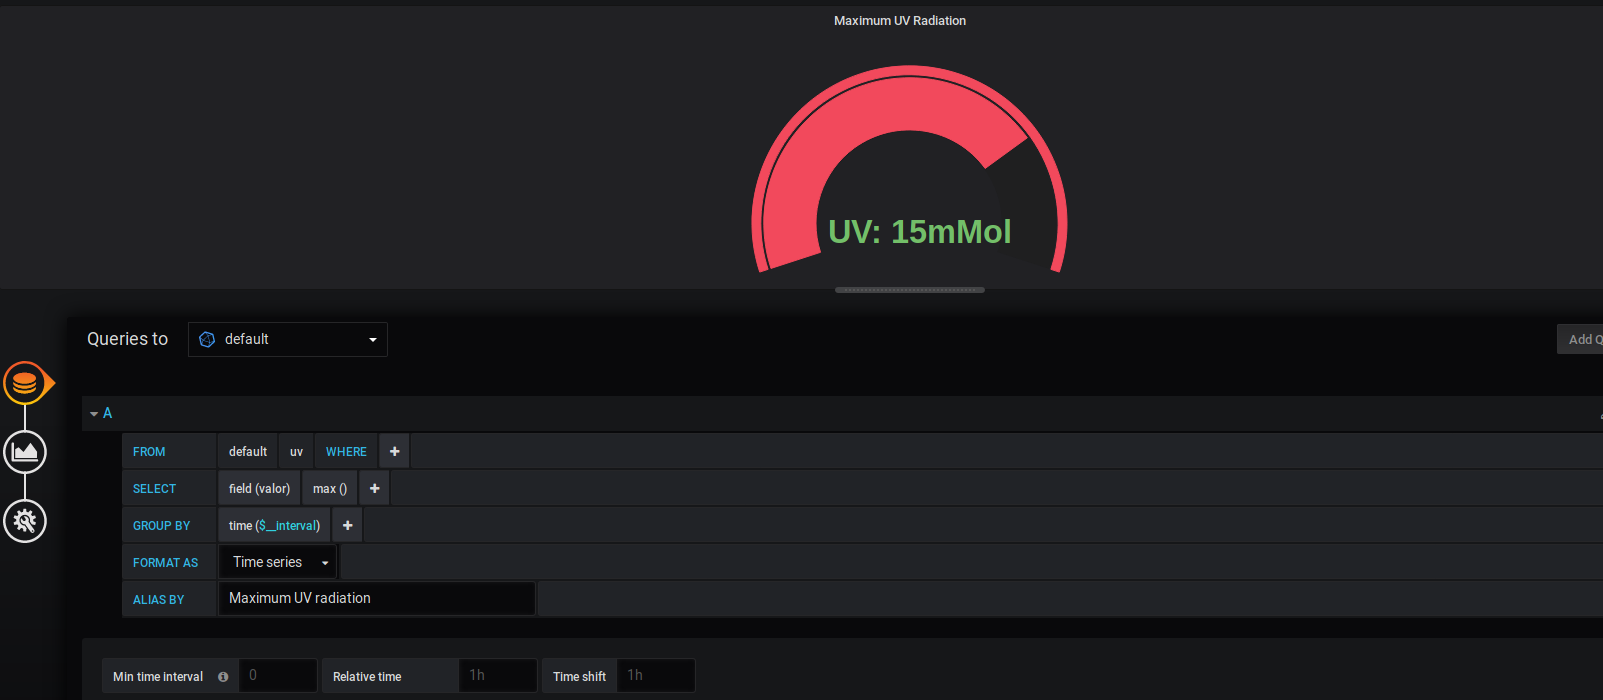 Maximum UV Radiation
UV: 15mMol
Queries to default
Add Q
A
FROM default uv WHERE +
SELECT field (valor) max () +
GROUP BY time ($__interval) +
FORMAT AS Time series
ALIAS BY Maximum UV radiation
Min time interval 0 Relative time 1h Time shift 1h